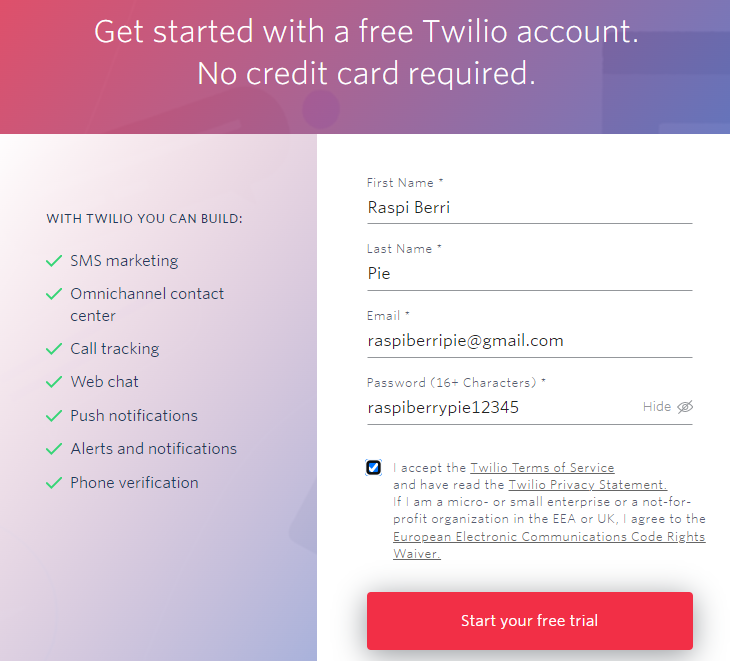 Get started with a free Twilio account.
No credit card required.
WITH TWILIO YOU CAN BUILD:
SMS marketing
Omnichannel contact
center
Call tracking
Web chat
Push notifications
Alerts and notifications
Phone verification
First Name *
Raspi Berri
Last Name *
Pie
Email *
raspiberripie@gmail.com
Password (16+ Characters) *
raspiberrypie12345 Hide
I accept the Twilio Terms of Service
and have read the Twilio Privacy Statement.
If I am a micro- or small enterprise or a not-for-
profit organization in the EEA or UK, I agree to the
European Electronic Communications Code Rights
Waiver.
Start your free trial